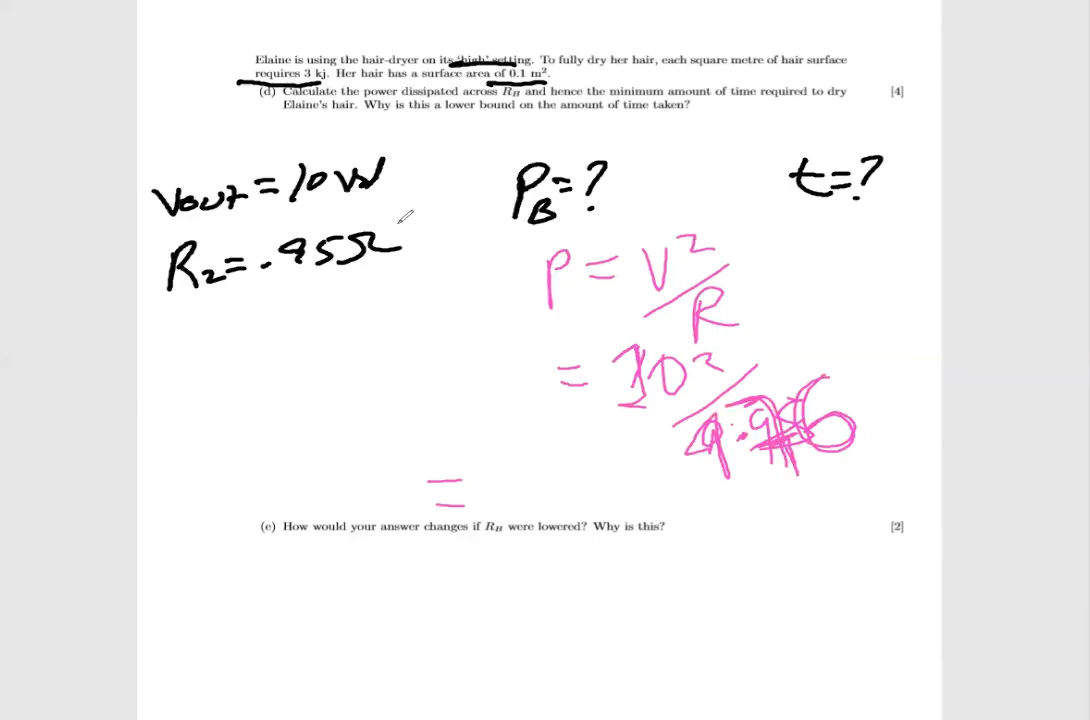 Elaine is using the hair-dryer on its 'high' setting. To fully dry her hair, each square metre of hair surface
requires 3 kj. Her hair has a surface area of 0.1 m².
(d) Calculate the power dissipated across R_H and hence the minimum amount of time required to dry [4]
Elaine's hair. Why is this a lower bound on the amount of time taken?
Vout = 10 W P_B = ? t = ?
R₂ = .95Ω
P = V²/R
= 10²/
=
(e) How would your answer changes if R_H were lowered? Why is this? [2]